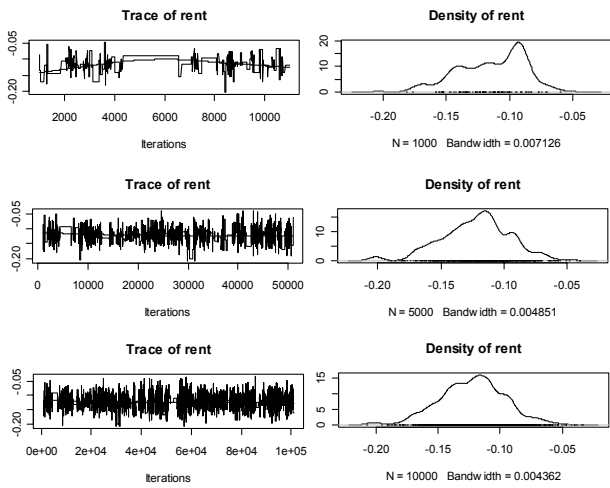 Trace of rent
-0.05
-0.20
2000 4000 6000 8000 10000
Iterations
Density of rent
20
10
0
-0.20 -0.15 -0.10 -0.05
N = 1000 Bandwidth = 0.007126
Trace of rent
-0.05
-0.20
0 10000 20000 30000 40000 50000
Iterations
Density of rent
10
0
-0.20 -0.15 -0.10 -0.05
N = 5000 Bandwidth = 0.004851
Trace of rent
-0.05
-0.20
0e+00 2e+04 4e+04 6e+04 8e+04 1e+05
Iterations
Density of rent
15
5
0
-0.20 -0.15 -0.10 -0.05
N = 10000 Bandwidth = 0.004362